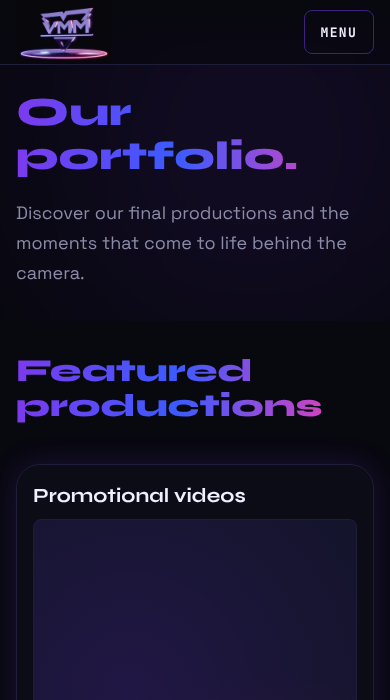 VMM
MENU
Our
portfolio.
Discover our final productions and the
moments that come to life behind the
camera.
Featured
productions
Promotional videos